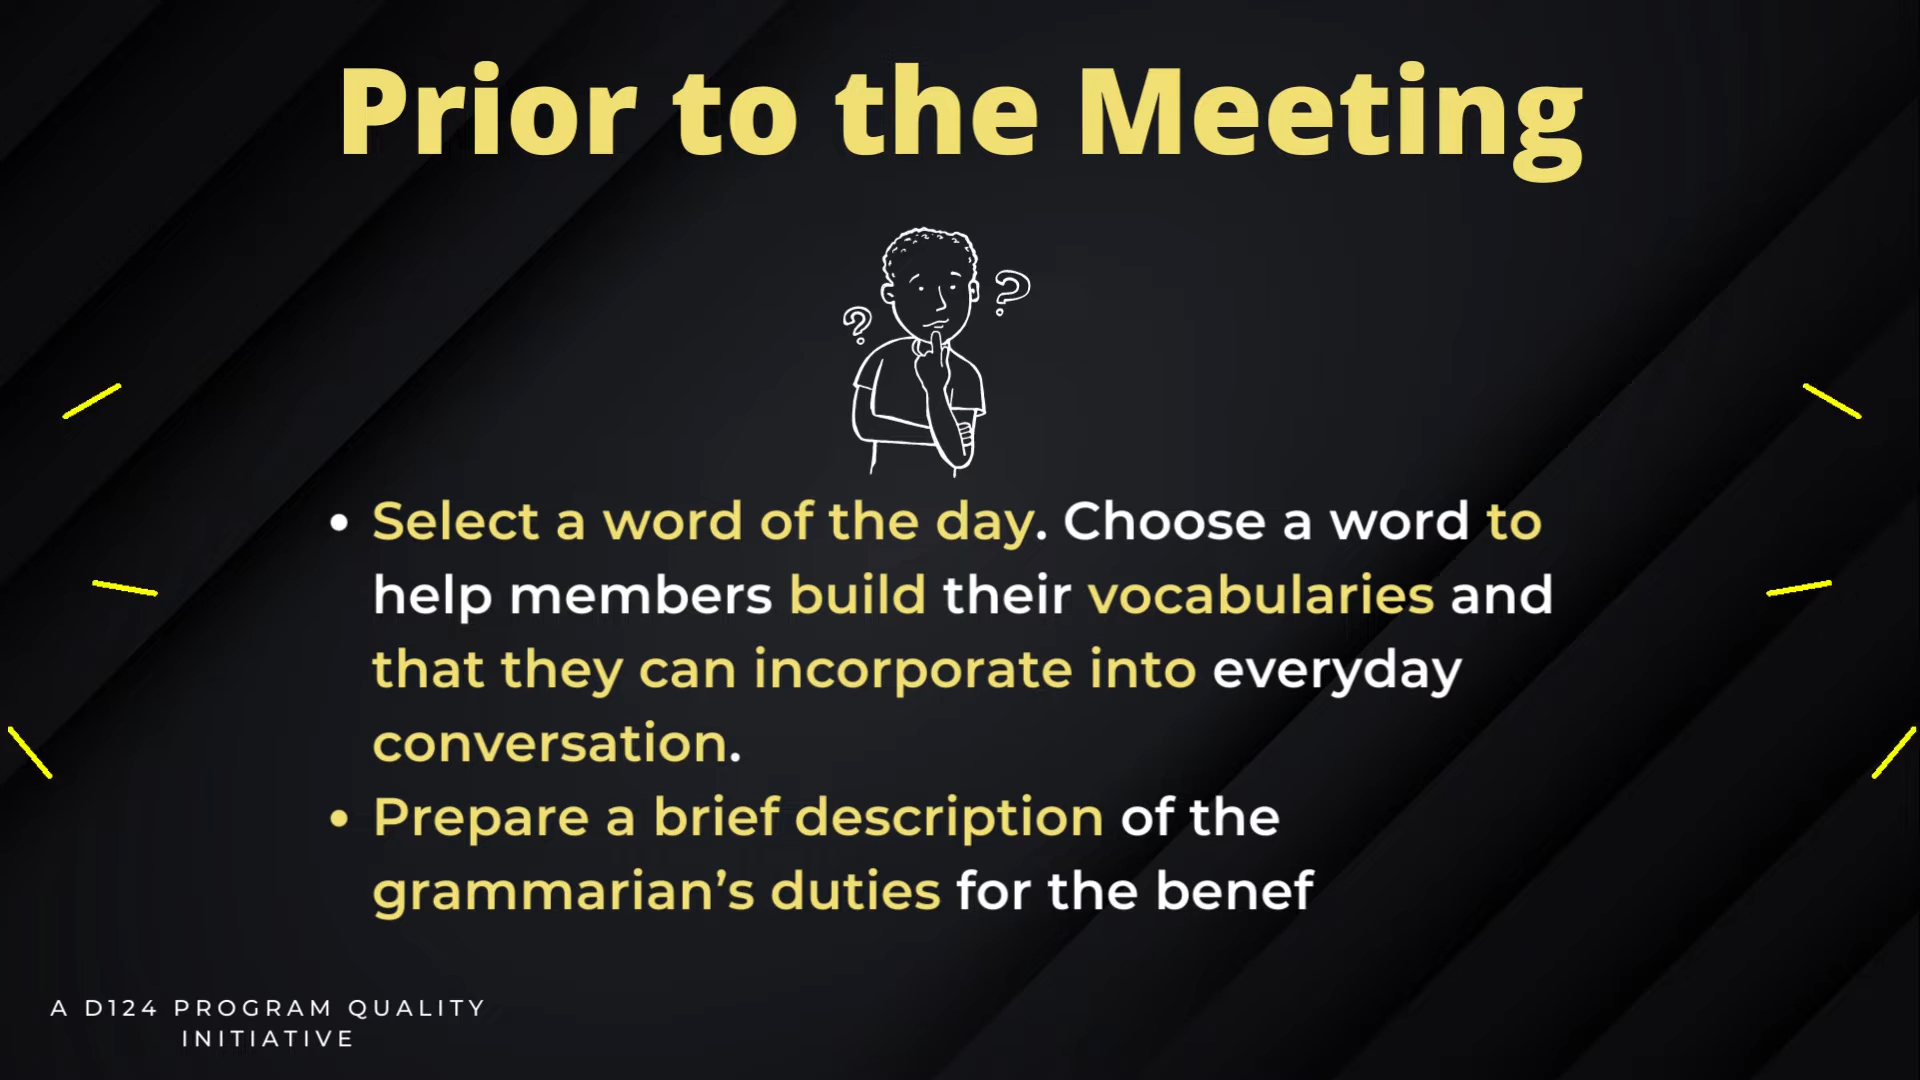 Prior to the Meeting
? ?
• Select a word of the day. Choose a word to
help members build their vocabularies and
that they can incorporate into everyday
conversation.
• Prepare a brief description of the
grammarian’s duties for the benef
A D124 PROGRAM QUALITY
INITIATIVE